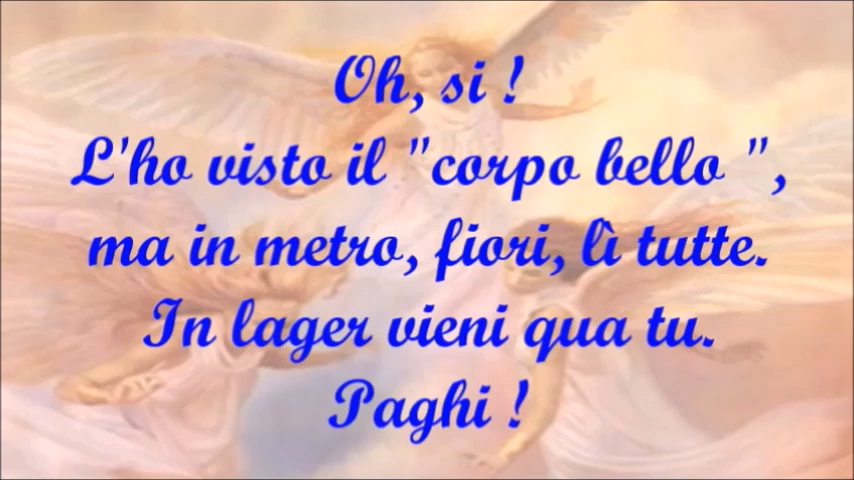 Oh, si !
L'ho visto il "corpo bello ",
ma in metro, fiori, lì tutte.
In lager vieni qua tu.
Paghi !